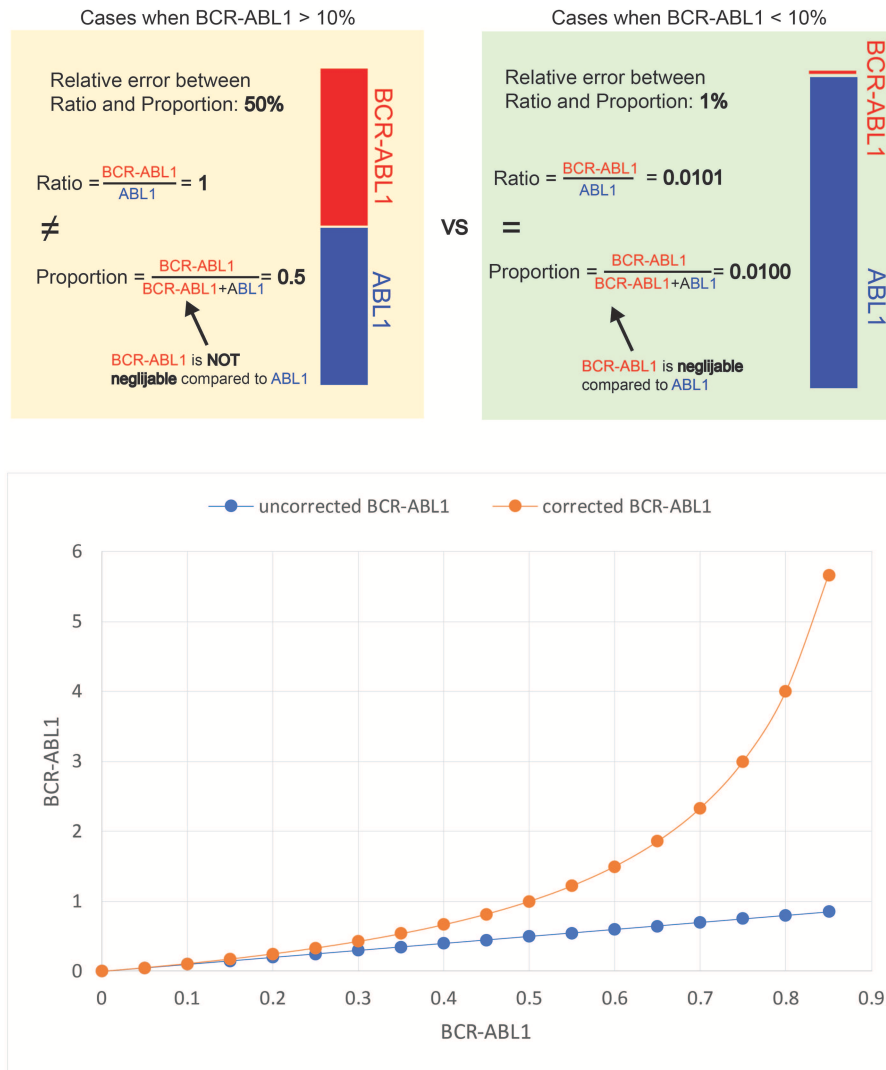 Cases when BCR-ABL1 > 10%
Relative error between
Ratio and Proportion: 50%
Ratio = BCR-ABL1 / ABL1 = 1
≠
Proportion = BCR-ABL1 / BCR-ABL1+ABL1 = 0.5
BCR-ABL1 is NOT
neglijable compared to ABL1
BCR-ABL1
ABL1
vs
Cases when BCR-ABL1 < 10%
Relative error between
Ratio and Proportion: 1%
Ratio = BCR-ABL1 / ABL1 = 0.0101
=
Proportion = BCR-ABL1 / BCR-ABL1+ABL1 = 0.0100
BCR-ABL1 is neglijable
compared to ABL1
BCR-ABL1
ABL1
uncorrected BCR-ABL1
corrected BCR-ABL1
BCR-ABL1
6
5
4
3
2
1
0
0 0.1 0.2 0.3 0.4 0.5 0.6 0.7 0.8 0.9
BCR-ABL1